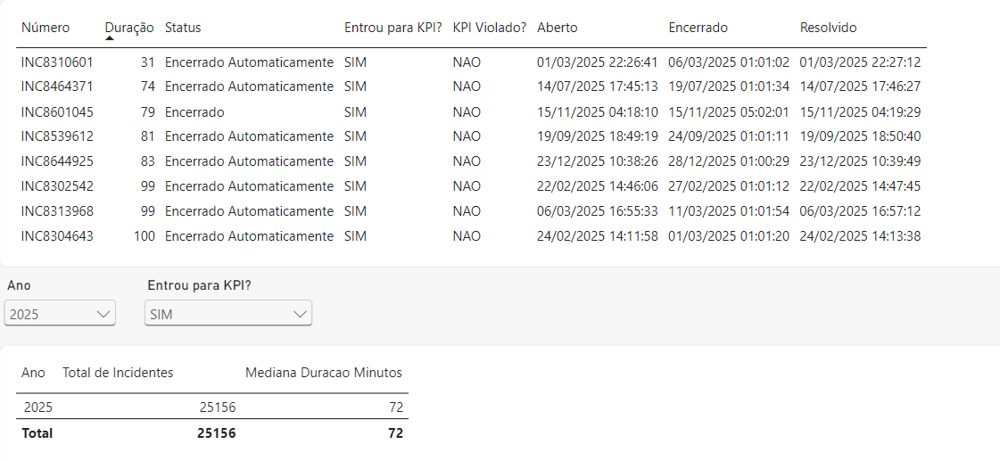 Número Duração Status Entrou para KPI? KPI Violado? Aberto Encerrado Resolvido
INC8310601 31 Encerrado Automaticamente SIM NAO 01/03/2025 22:26:41 06/03/2025 01:01:02 01/03/2025 22:27:12
INC8464371 74 Encerrado Automaticamente SIM NAO 14/07/2025 17:45:13 19/07/2025 01:01:34 14/07/2025 17:46:27
INC8601045 79 Encerrado SIM NAO 15/11/2025 04:18:10 15/11/2025 05:02:01 15/11/2025 04:19:29
INC8539612 81 Encerrado Automaticamente SIM NAO 19/09/2025 18:49:19 24/09/2025 01:01:11 19/09/2025 18:50:40
INC8644925 83 Encerrado Automaticamente SIM NAO 23/12/2025 10:38:26 28/12/2025 01:00:29 23/12/2025 10:39:49
INC8302542 99 Encerrado Automaticamente SIM NAO 22/02/2025 14:46:06 27/02/2025 01:01:12 22/02/2025 14:47:45
INC8313968 99 Encerrado Automaticamente SIM NAO 06/03/2025 16:55:33 11/03/2025 01:01:54 06/03/2025 16:57:12
INC8304643 100 Encerrado Automaticamente SIM NAO 24/02/2025 14:11:58 01/03/2025 01:01:20 24/02/2025 14:13:38
Ano Entrou para KPI?
2025 SIM
Ano Total de Incidentes Mediana Duracao Minutos
2025 25156 72
Total 25156 72